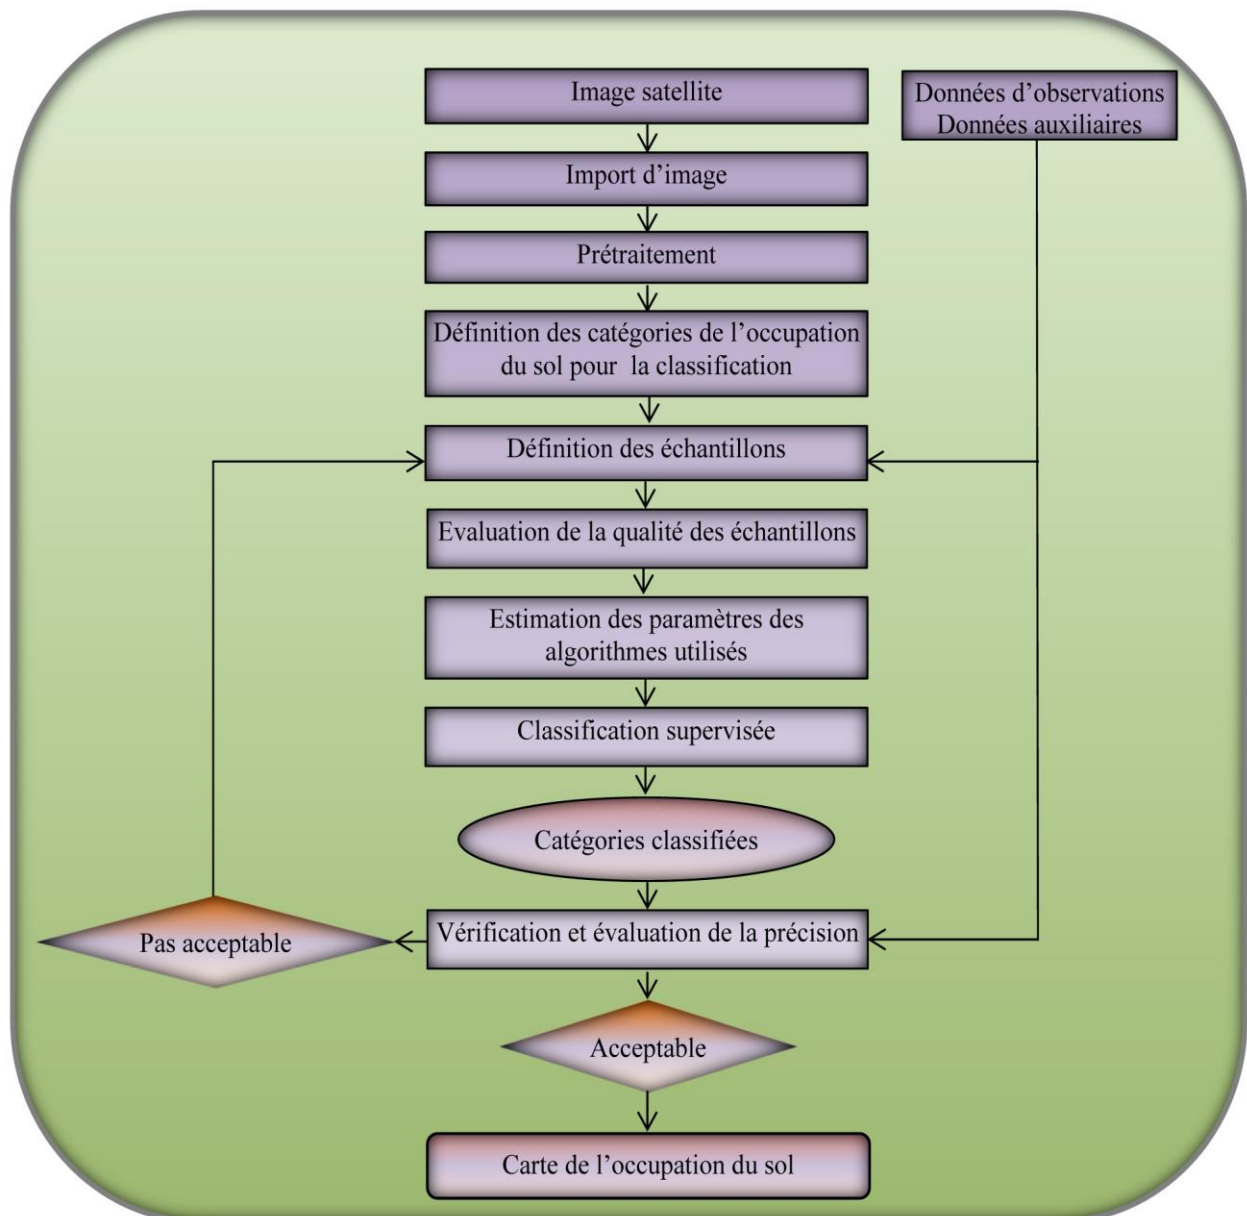 Image satellite
Données d’observations
Données auxiliaires
Import d’image
Prétraitement
Définition des catégories de l’occupation
du sol pour la classification
Définition des échantillons
Evaluation de la qualité des échantillons
Estimation des paramètres des
algorithmes utilisés
Classification supervisée
Catégories classifiées
Vérification et évaluation de la précision
Pas acceptable
Acceptable
Carte de l’occupation du sol